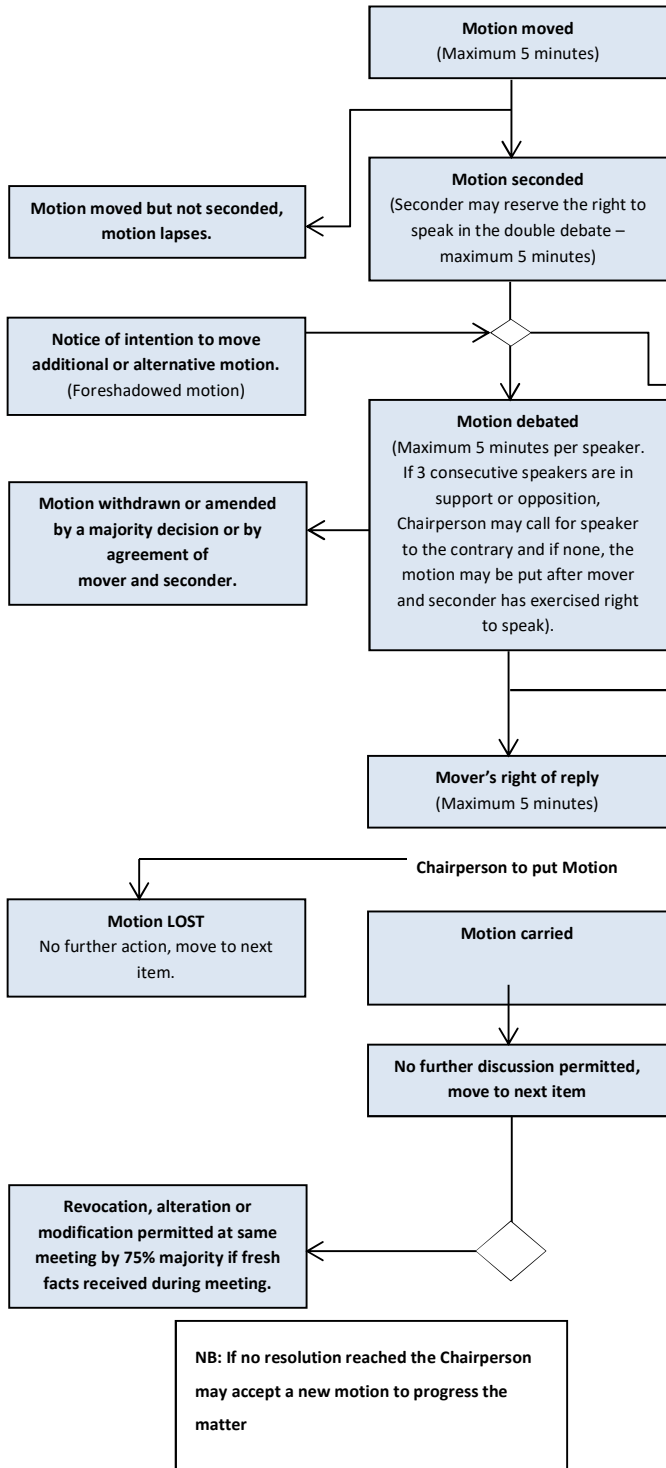 Motion moved
(Maximum 5 minutes)
Motion seconded
(Seconder may reserve the right to
speak in the double debate –
maximum 5 minutes)
Motion moved but not seconded,
motion lapses.
Notice of intention to move
additional or alternative motion.
(Foreshadowed motion)
Motion debated
(Maximum 5 minutes per speaker.
If 3 consecutive speakers are in
support or opposition,
Chairperson may call for speaker
to the contrary and if none, the
motion may be put after mover
and seconder has exercised right
to speak).
Motion withdrawn or amended
by a majority decision or by
agreement of
mover and seconder.
Mover’s right of reply
(Maximum 5 minutes)
Chairperson to put Motion
Motion LOST
No further action, move to next
item.
Motion carried
No further discussion permitted,
move to next item
Revocation, alteration or
modification permitted at same
meeting by 75% majority if fresh
facts received during meeting.
NB: If no resolution reached the Chairperson
may accept a new motion to progress the
matter